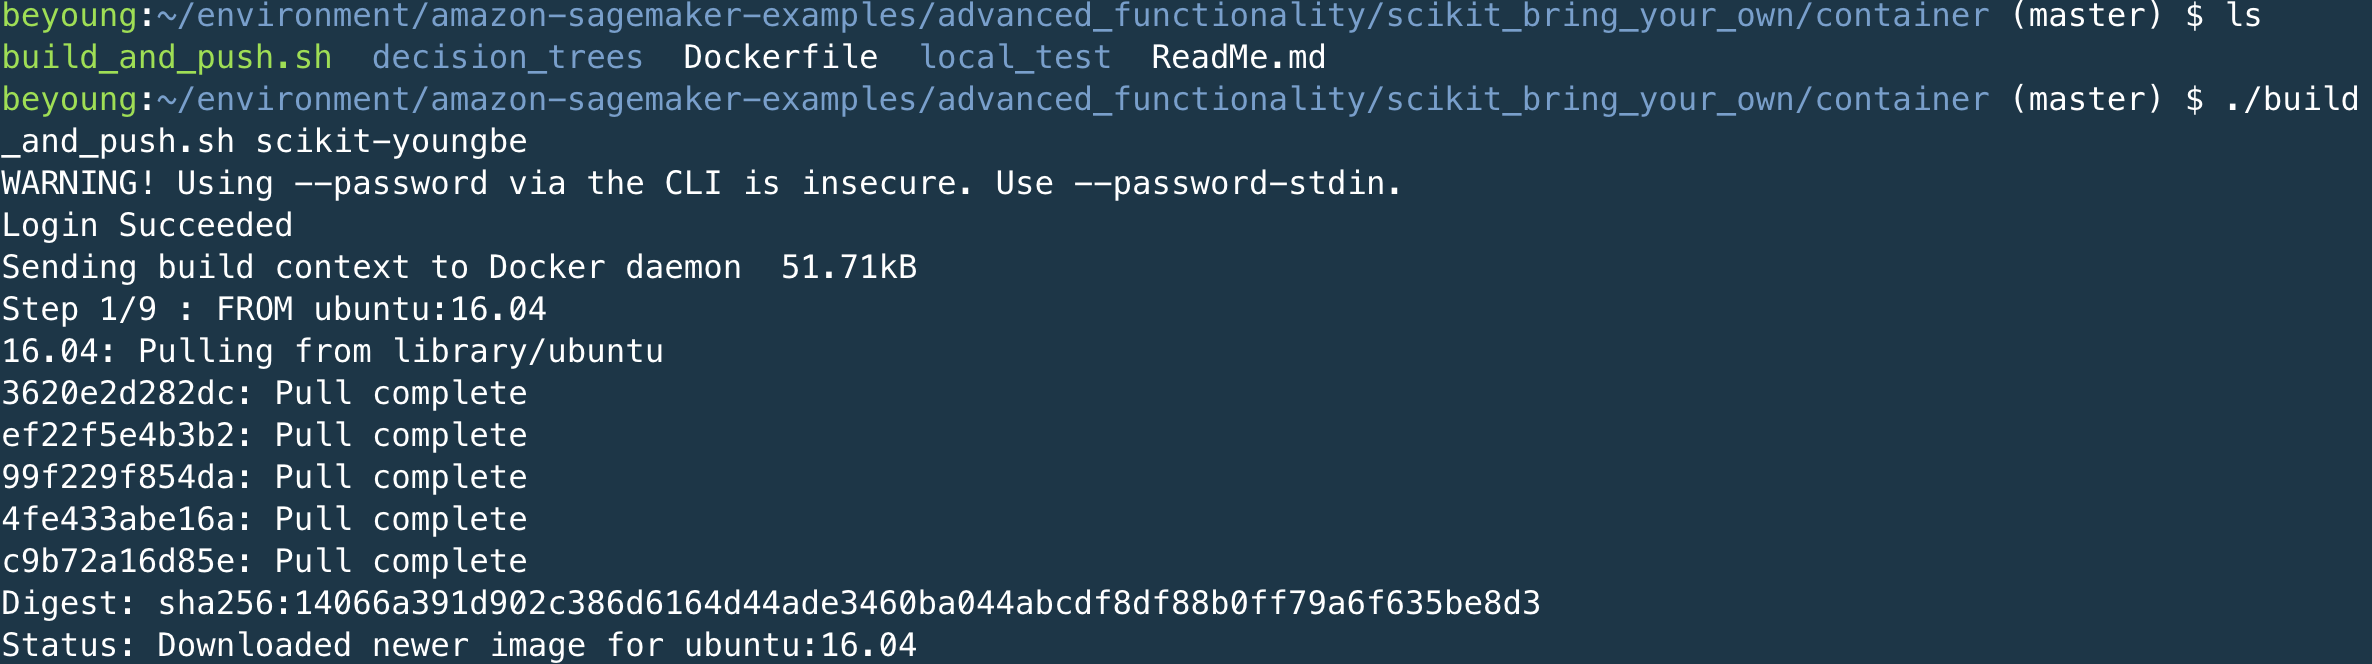 beyoung:~/environment/amazon-sagemaker-examples/advanced_functionality/scikit_bring_your_own/container (master) $ ls
build_and_push.sh  decision_trees  Dockerfile  local_test  ReadMe.md
beyoung:~/environment/amazon-sagemaker-examples/advanced_functionality/scikit_bring_your_own/container (master) $ ./build
_and_push.sh scikit-youngbe
WARNING! Using --password via the CLI is insecure. Use --password-stdin.
Login Succeeded
Sending build context to Docker daemon  51.71kB
Step 1/9 : FROM ubuntu:16.04
16.04: Pulling from library/ubuntu
3620e2d282dc: Pull complete
ef22f5e4b3b2: Pull complete
99f229f854da: Pull complete
4fe433abe16a: Pull complete
c9b72a16d85e: Pull complete
Digest: sha256:14066a391d902c386d6164d44ade3460ba044abcdf8df88b0ff79a6f635be8d3
Status: Downloaded newer image for ubuntu:16.04